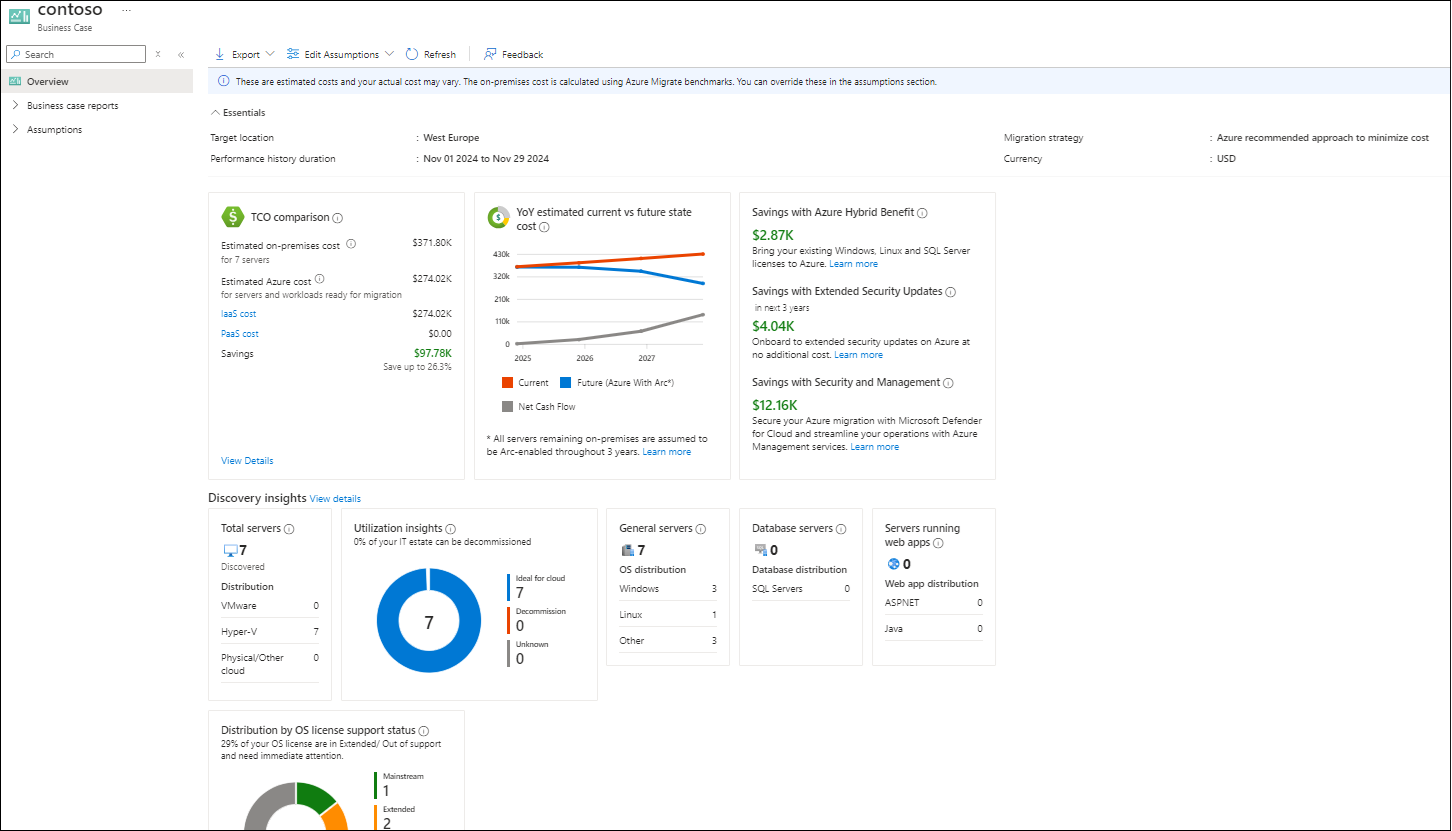 contoso
...
Business Case
Search
Overview
Business case reports
Assumptions
Export
Edit Assumptions
Refresh
Feedback
These are estimated costs and your actual cost may vary. The on-premises cost is calculated using Azure Migrate benchmarks. You can override these in the assumptions section.
Essentials
Target location : West Europe
Migration strategy : Azure recommended approach to minimize cost
Performance history duration : Nov 01 2024 to Nov 29 2024
Currency : USD
TCO comparison
Estimated on-premises cost $371.80K
for 7 servers
Estimated Azure cost $274.02K
for servers and workloads ready for migration
IaaS cost $274.02K
PaaS cost $0.00
Savings $97.78K
Save up to 26.3%
View Details
YoY estimated current vs future state
cost
430k
320k
210k
110k
0
2025 2026 2027
Current Future (Azure With Arc*)
Net Cash Flow
* All servers remaining on-premises are assumed to
be Arc-enabled throughout 3 years. Learn more
Savings with Azure Hybrid Benefit
$2.87K
Bring your existing Windows, Linux and SQL Server
licenses to Azure. Learn more
Savings with Extended Security Updates
in next 3 years
$4.04K
Onboard to extended security updates on Azure at
no additional cost. Learn more
Savings with Security and Management
$12.16K
Secure your Azure migration with Microsoft Defender
for Cloud and streamline your operations with Azure
Management services. Learn more
Discovery insights View details
Total servers
7
Discovered
Distribution
VMware 0
Hyper-V 7
Physical/Other 0
cloud
Utilization insights
0% of your IT estate can be decommissioned
7
Ideal for cloud
7
Decommission
0
Unknown
0
General servers
7
OS distribution
Windows 3
Linux 1
Other 3
Database servers
0
Database distribution
SQL Servers 0
Servers running
web apps
0
Web app distribution
ASPNET 0
Java 0
Distribution by OS license support status
29% of your OS license are in Extended/ Out of support
and need immediate attention.
Mainstream
1
Extended
2